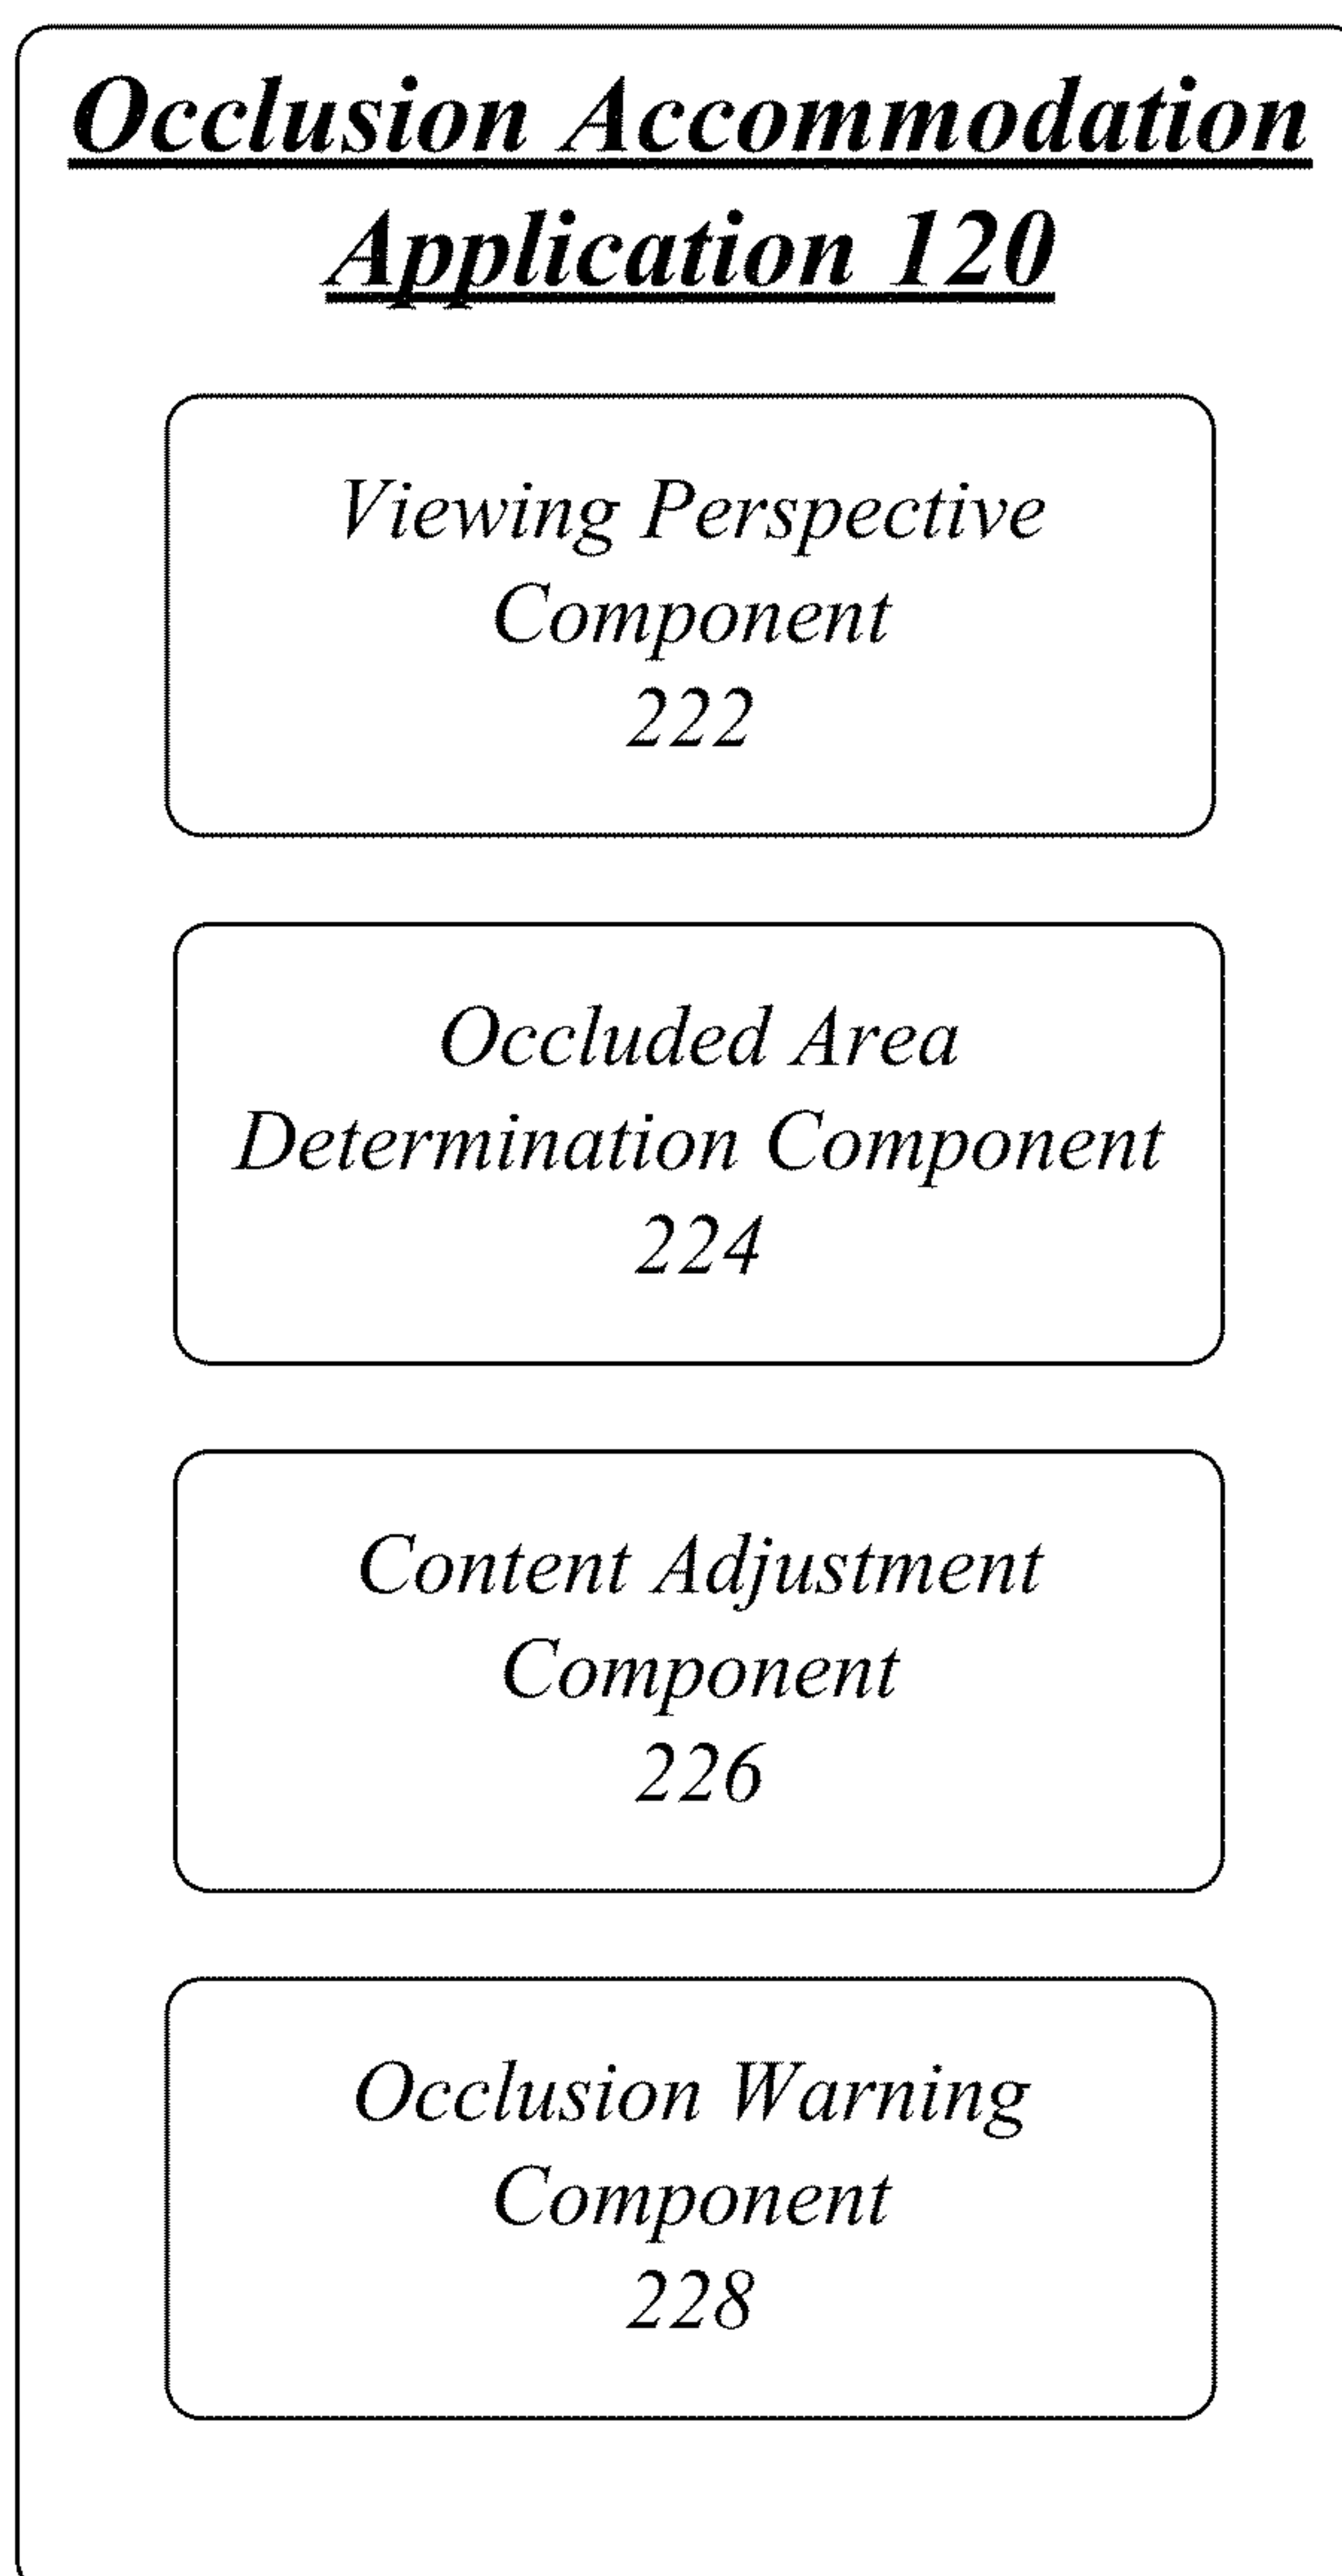 Occlusion Accommodation
Application 120
Viewing Perspective
Component
222
Occluded Area
Determination Component
224
Content Adjustment
Component
226
Occlusion Warning
Component
228